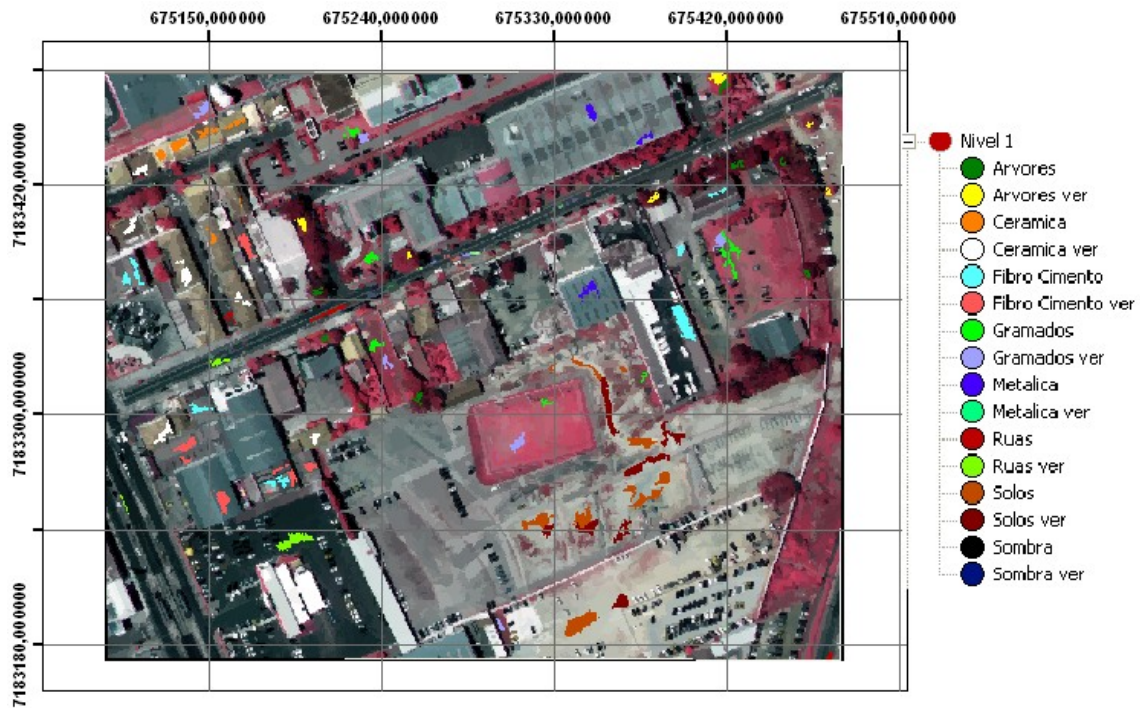 675150,000000 675240,000000 675330,000000 675420,000000 675510,000000
7183420,000000
7183300,000000
7183180,000000
Nivel 1
Arvores
Arvores ver
Ceramica
Ceramica ver
Fibro Cimento
Fibro Cimento ver
Gramados
Gramados ver
Metalica
Metalica ver
Ruas
Ruas ver
Solos
Solos ver
Sombra
Sombra ver